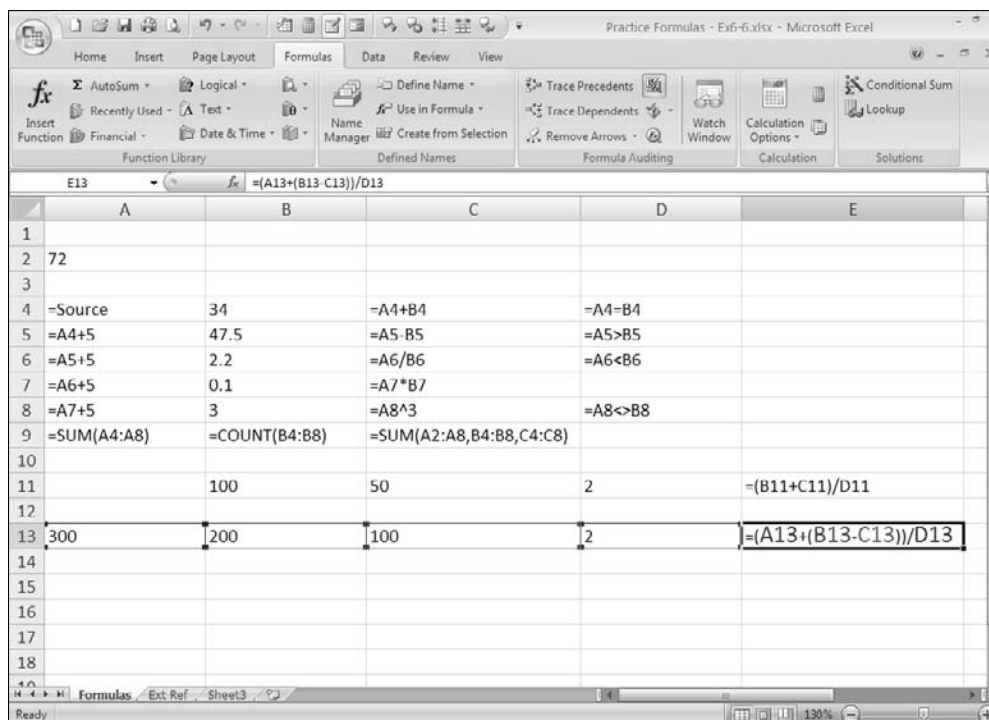 Practice Formulas - Ex6-6.xlsx - Microsoft Excel
Home Insert Page Layout Formulas Data Review View
Σ AutoSum Logical Define Name Trace Precedents Conditional Sum
fx Recently Used A Text fx Use in Formula Trace Dependents Lookup
Insert Function Financial Date & Time Name Manager Create from Selection Remove Arrows Watch Window Calculation Options
Function Library Defined Names Formula Auditing Calculation Solutions
E13 fx =(A13+(B13-C13))/D13
A B C D E
1
2 72
3
4 =Source 34 =A4+B4 =A4=B4
5 =A4+5 47.5 =A5-B5 =A5>B5
6 =A5+5 2.2 =A6/B6 =A6<B6
7 =A6+5 0.1 =A7*B7
8 =A7+5 3 =A8^3 =A8<>B8
9 =SUM(A4:A8) =COUNT(B4:B8) =SUM(A2:A8,B4:B8,C4:C8)
10
11 100 50 2 =(B11+C11)/D11
12
13 300 200 100 2 =(A13+(B13-C13))/D13
14
15
16
17
18
Formulas Ext Ref Sheet3
Ready 130%